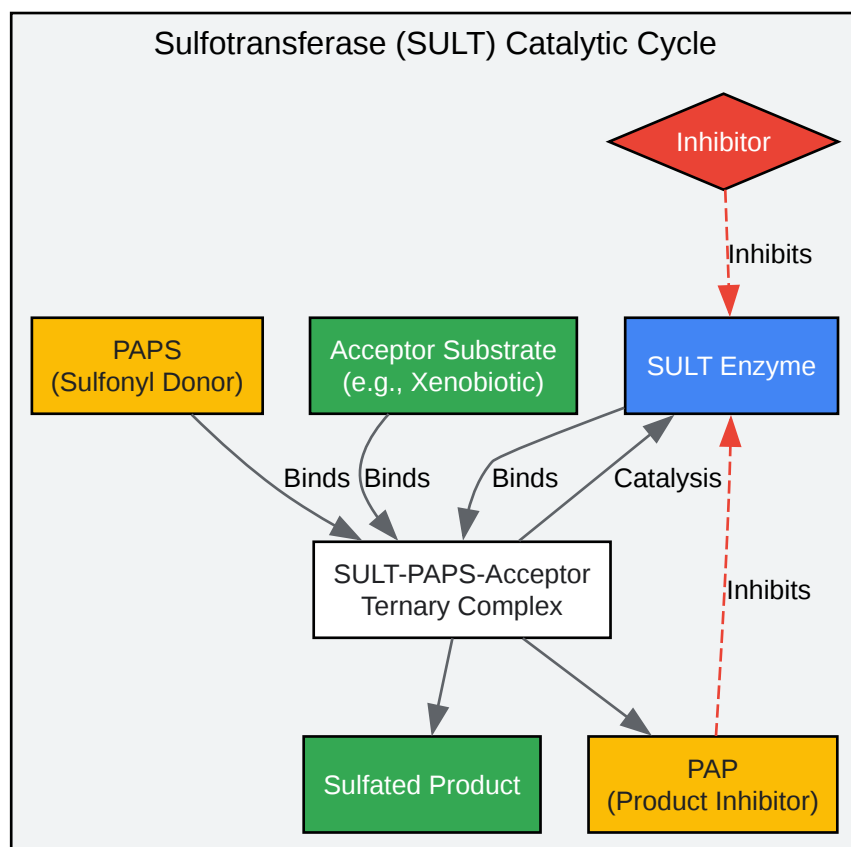 Sulfotransferase (SULT) Catalytic Cycle
Inhibitor
Inhibits
PAPS
(Sulfonyl Donor)
Acceptor Substrate
(e.g., Xenobiotic)
SULT Enzyme
Binds
Binds
Binds
Catalysis
SULT-PAPS-Acceptor
Ternary Complex
Inhibits
Sulfated Product
PAP
(Product Inhibitor)